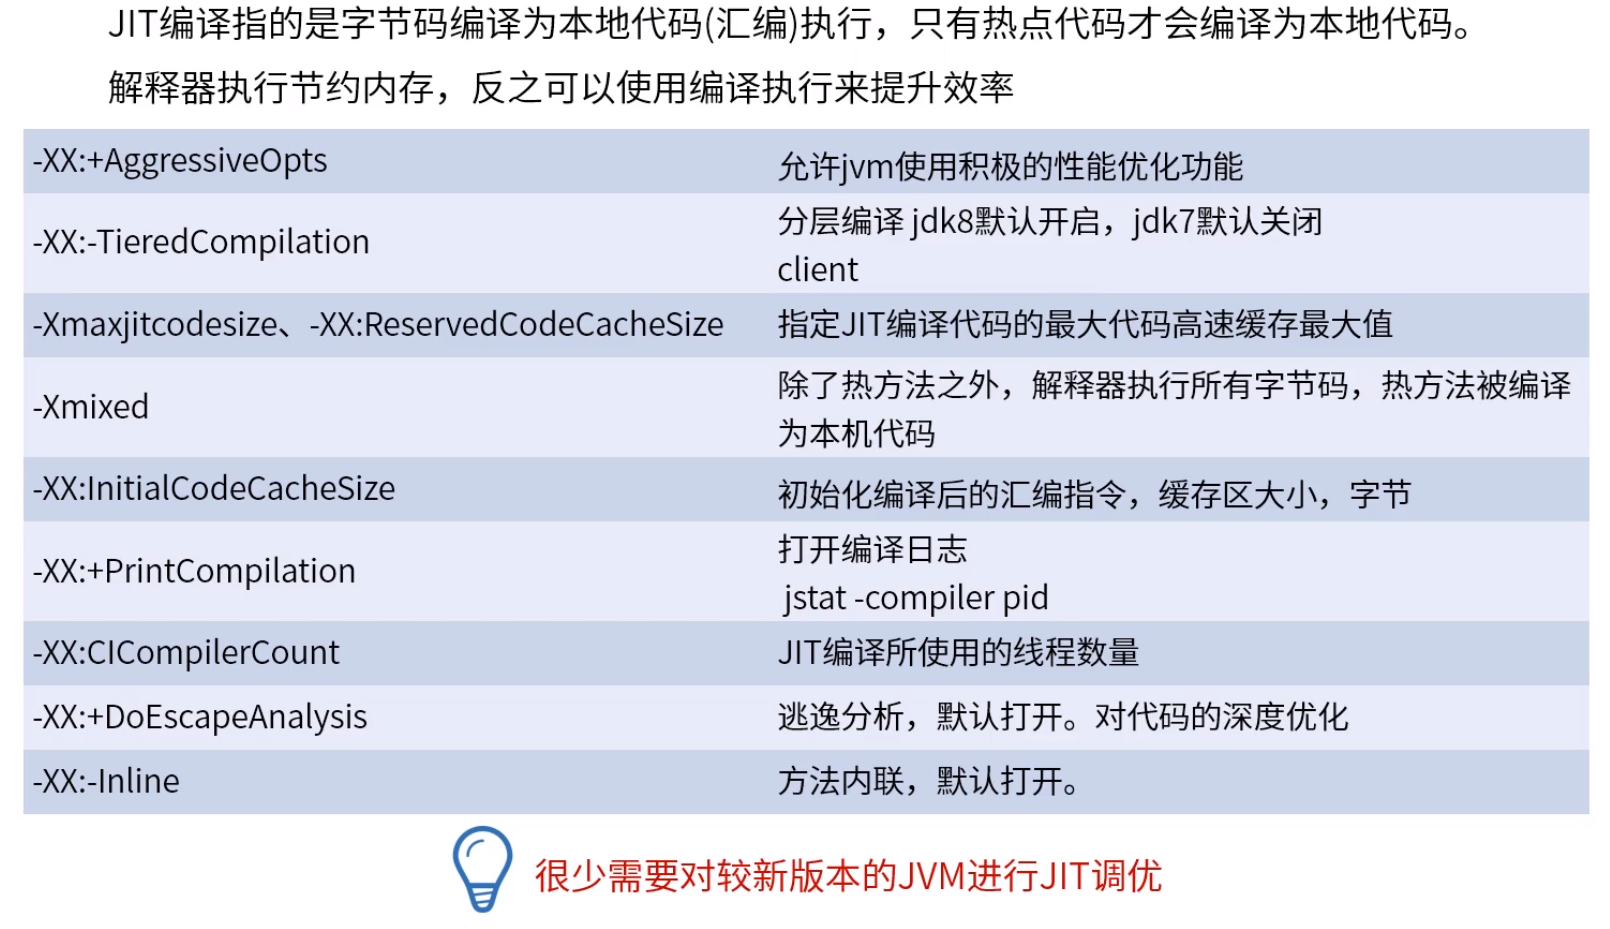 JIT编译指的是字节码编译为本地代码(汇编)执行，只有热点代码才会编译为本地代码。
解释器执行节约内存，反之可以使用编译执行来提升效率
-XX:+AggressiveOpts
允许jvm使用积极的性能优化功能
-XX:-TieredCompilation
分层编译 jdk8默认开启，jdk7默认关闭
client
-Xmaxjitcodesize、-XX:ReservedCodeCacheSize
指定JIT编译代码的最大代码高速缓存最大值
-Xmixed
除了热方法之外，解释器执行所有字节码，热方法被编译
为本机代码
-XX:InitialCodeCacheSize
初始化编译后的汇编指令，缓存区大小，字节
-XX:+PrintCompilation
打开编译日志
jstat -compiler pid
-XX:CICompilerCount
JIT编译所使用的线程数量
-XX:+DoEscapeAnalysis
逃逸分析，默认打开。对代码的深度优化
-XX:-Inline
方法内联，默认打开。
很少需要对较新版本的JVM进行JIT调优